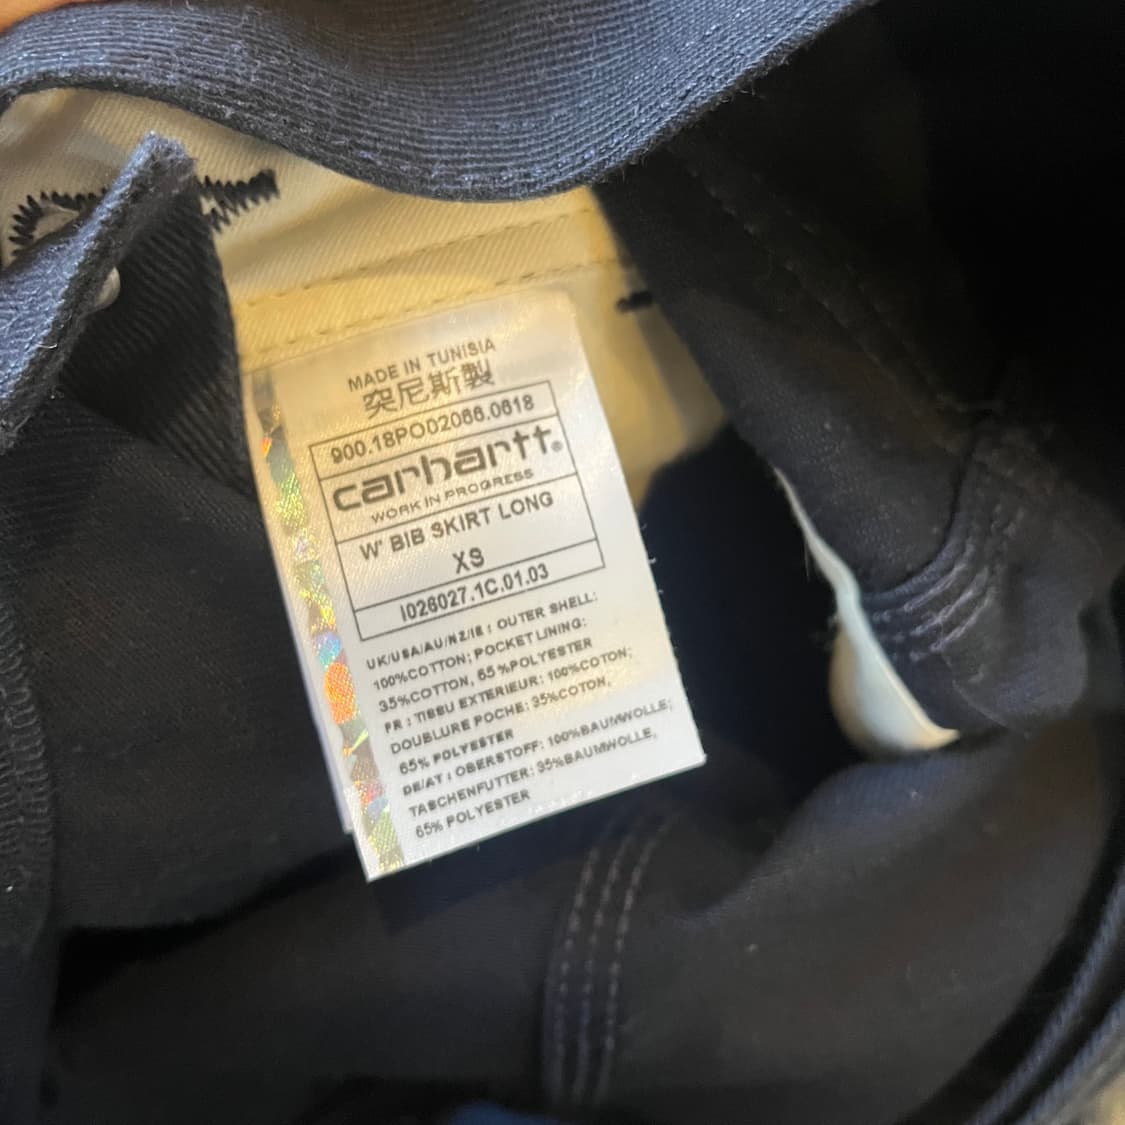 MADE IN TUNISIA
突尼斯製
900.18PO02066.0618
carhartt®
WORK IN PROGRESS
W' BIB SKIRT LONG
XS
I026027.1C.01.03
UK/USA/AU/NZ/IE : OUTER SHELL:
100%COTTON; POCKET LINING:
35%COTTON, 65%POLYESTER
FR : TISSU EXTERIEUR: 100%COTON;
DOUBLURE POCHE: 35%COTON,
65% POLYESTER
DE/AT : OBERSTOFF: 100%BAUMWOLLE;
TASCHENFUTTER: 35%BAUMWOLLE,
65% POLYESTER